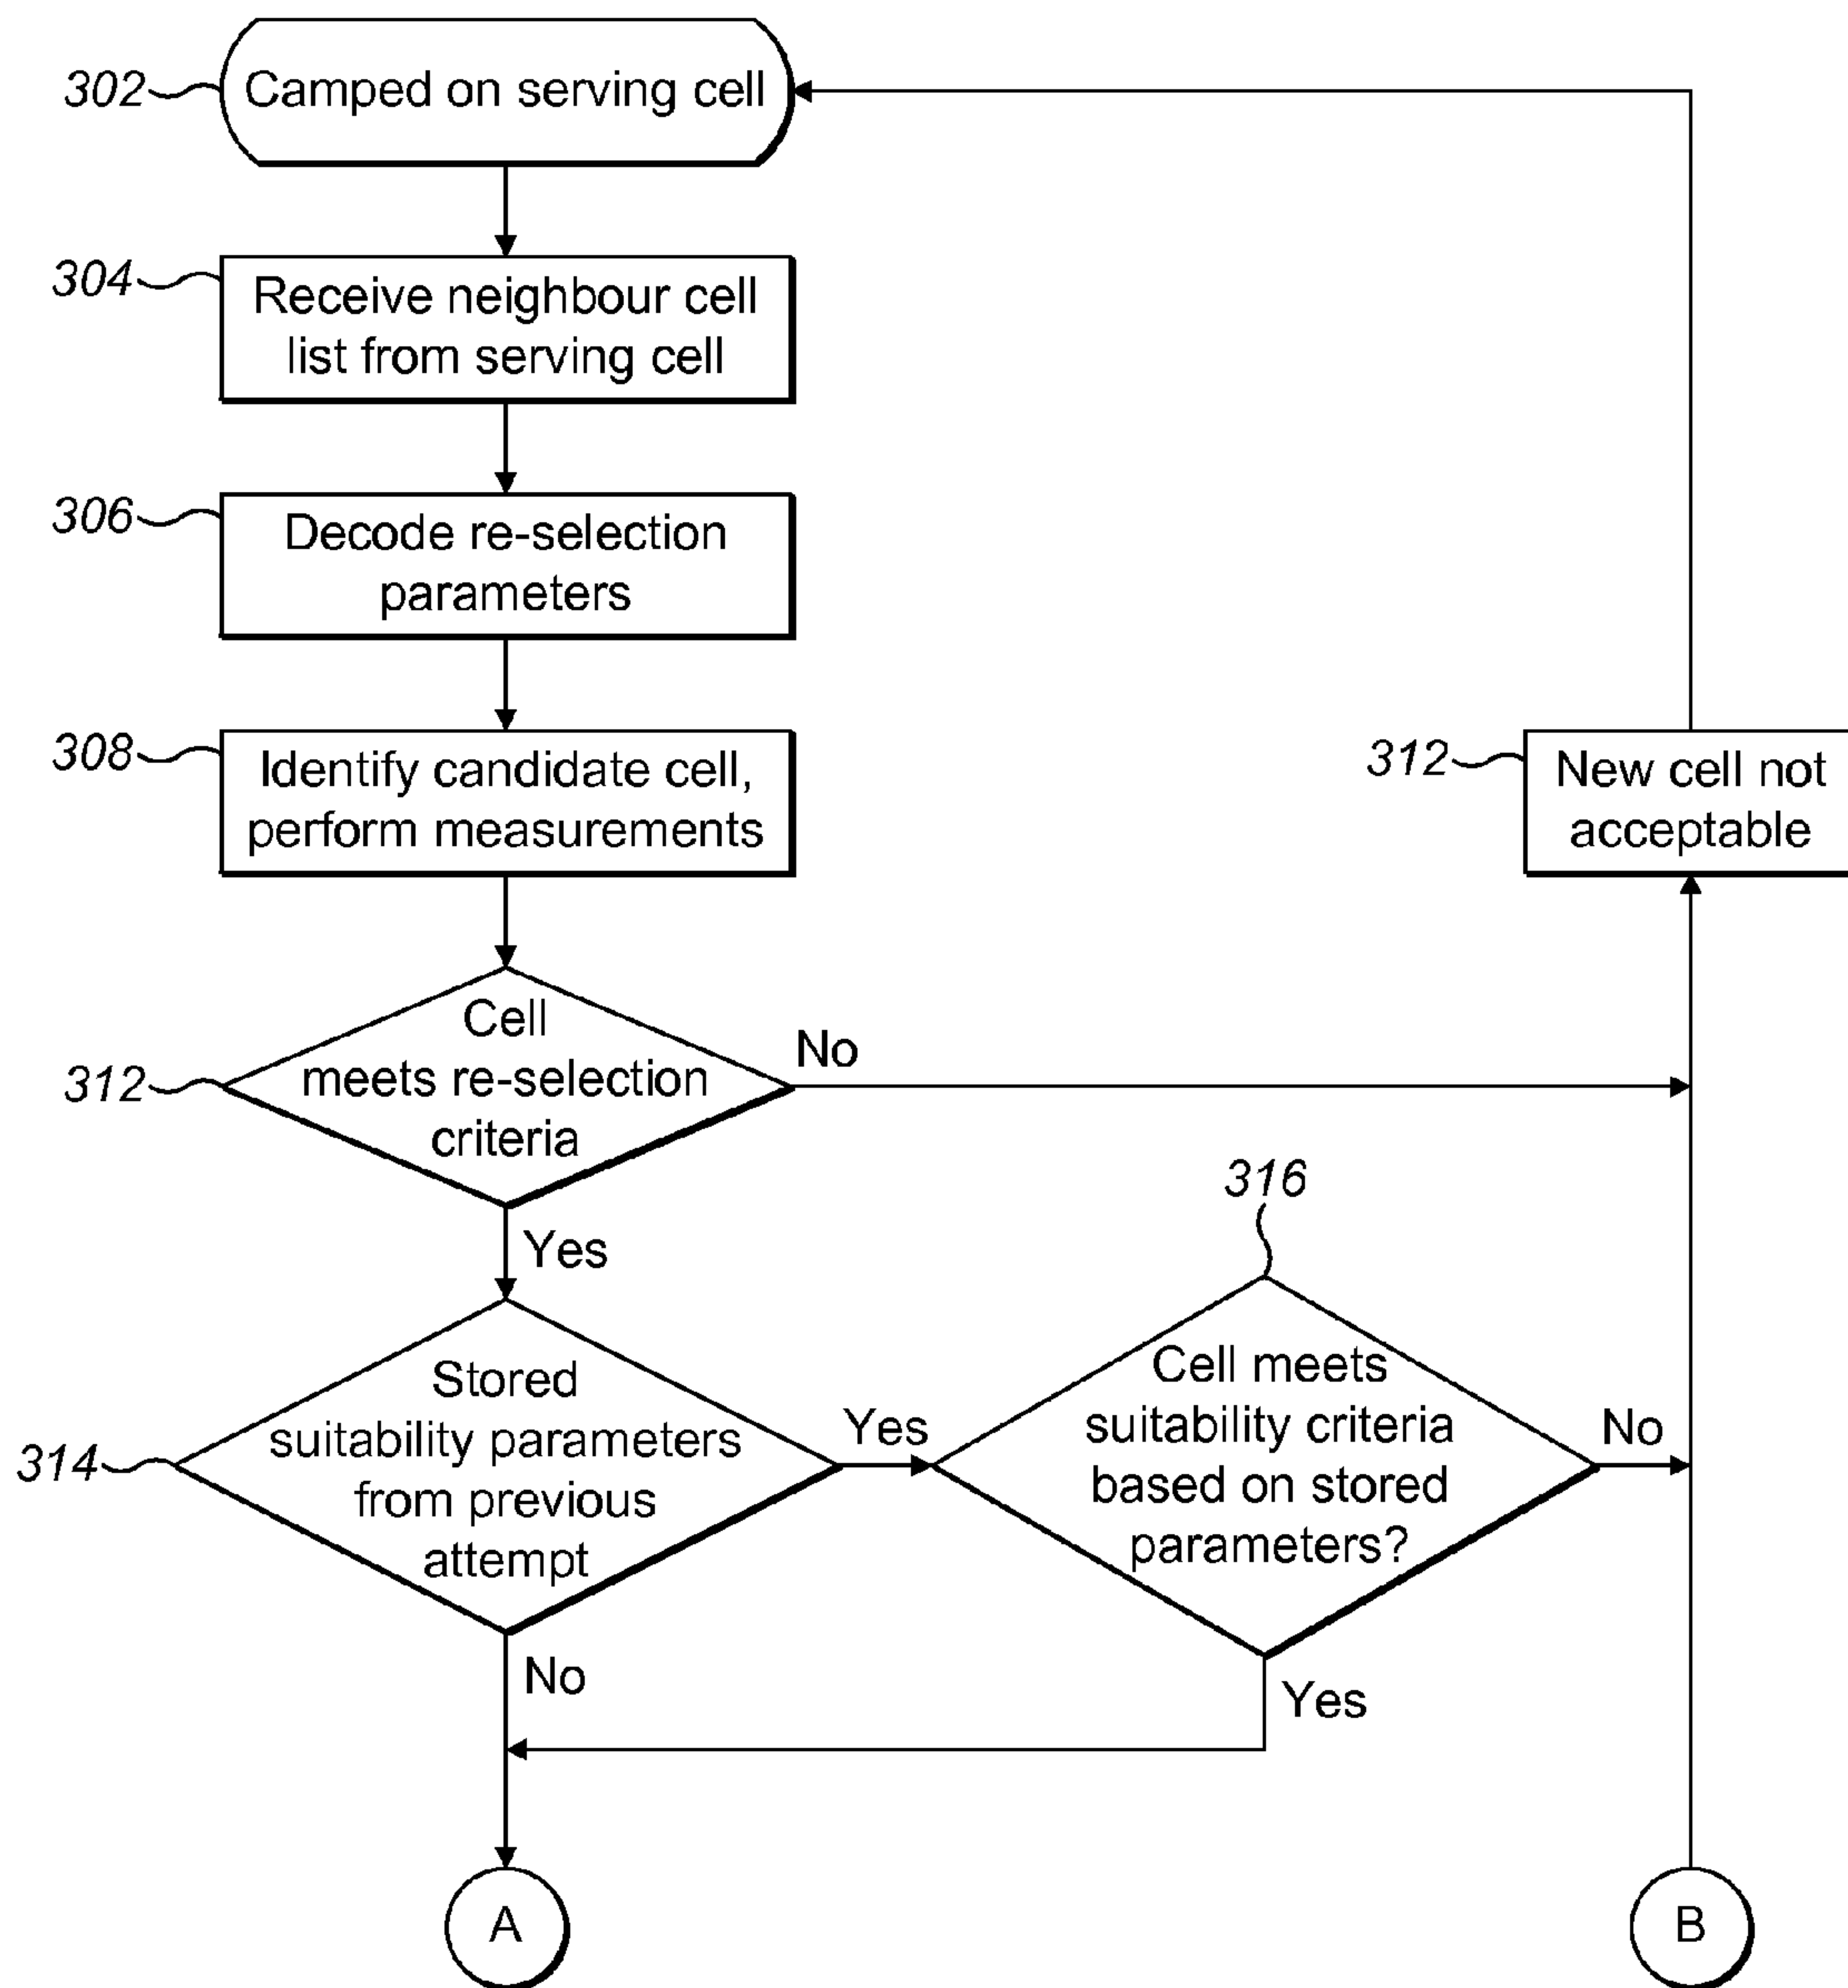 302
Camped on serving cell
304
Receive neighbour cell
list from serving cell
306
Decode re-selection
parameters
308
Identify candidate cell,
perform measurements
312
New cell not
acceptable
312
Cell
meets re-selection
criteria
No
Yes
314
Stored
suitability parameters
from previous
attempt
Yes
No
316
Cell meets
suitability criteria
based on stored
parameters?
No
Yes
A
B